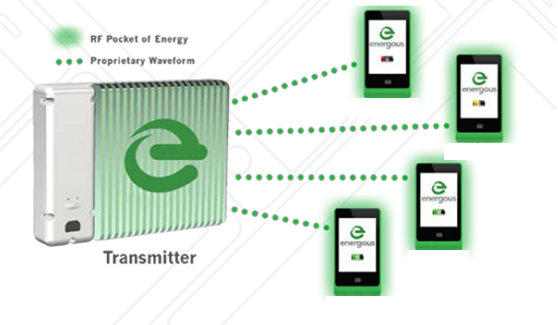 RF Pocket of Energy
Proprietary Waveform
energous
energous
energous
energous
Transmitter